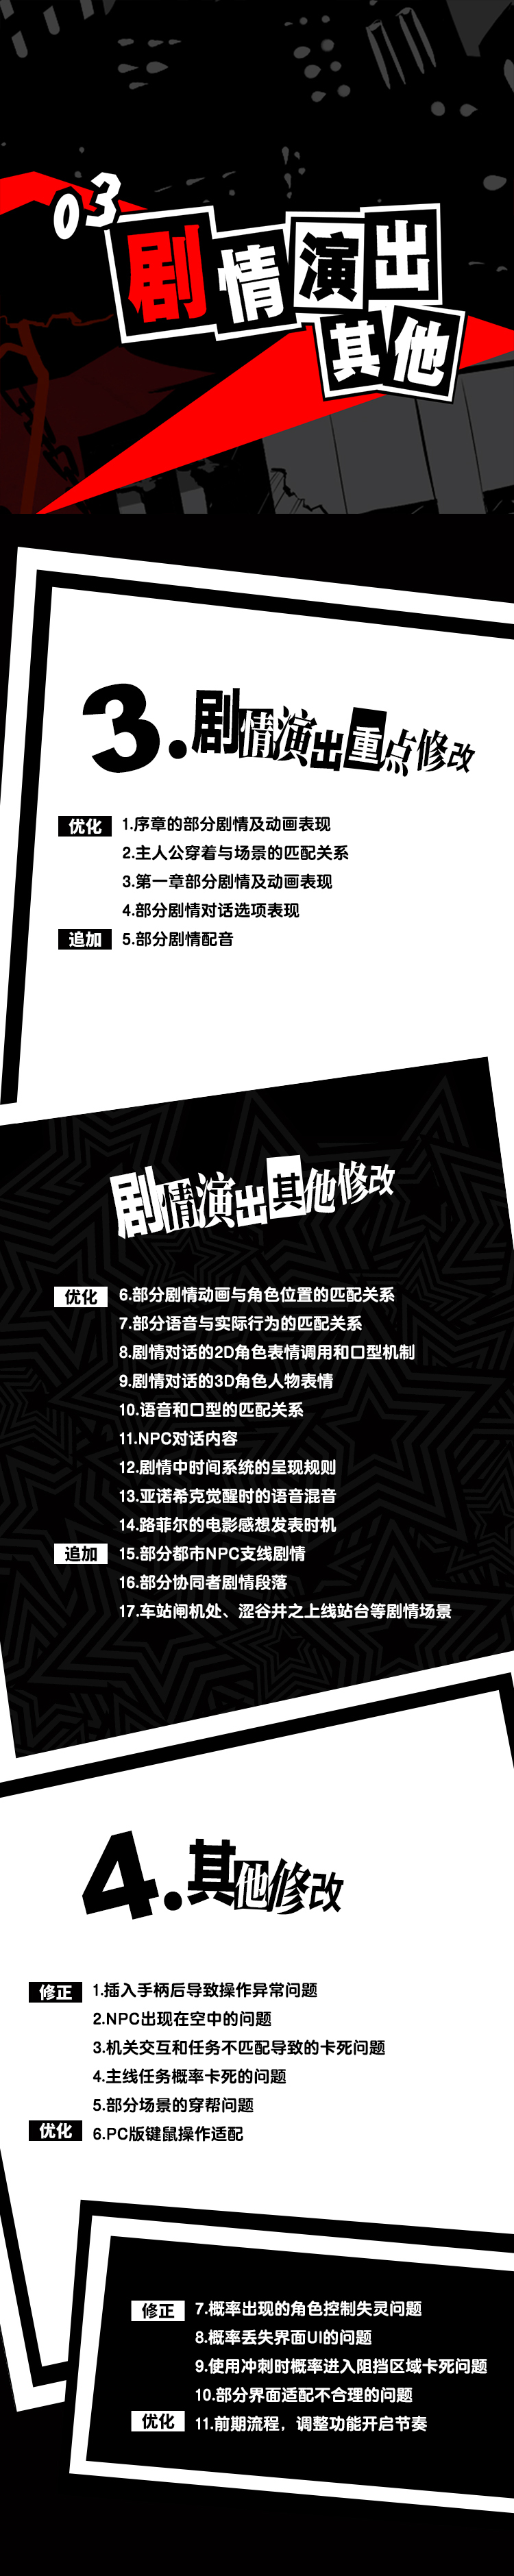 03
剧情演出
其他
3.剧情演出重点修改
优化 1.序章的部分剧情及动画表现
2.主人公穿着与场景的匹配关系
3.第一章部分剧情及动画表现
4.部分剧情对话选项表现
追加 5.部分剧情配音
剧情演出其他修改
优化 6.部分剧情动画与角色位置的匹配关系
7.部分语音与实际行为的匹配关系
8.剧情对话的2D角色表情调用和口型机制
9.剧情对话的3D角色人物表情
10.语音和口型的匹配关系
11.NPC对话内容
12.剧情中时间系统的呈现规则
13.亚诺希克觉醒时的语音混音
14.路菲尔的电影感想发表时机
追加 15.部分都市NPC支线剧情
16.部分协同者剧情段落
17.车站闸机处、涩谷井之上线站台等剧情场景
4.其他修改
修正 1.插入手柄后导致操作异常问题
2.NPC出现在空中的问题
3.机关交互和任务不匹配导致的卡死问题
4.主线任务概率卡死的问题
5.部分场景的穿帮问题
优化 6.PC版键鼠操作适配
修正 7.概率出现的角色控制失灵问题
8.概率丢失界面UI的问题
9.使用冲刺时概率进入阻挡区域卡死问题
10.部分界面适配不合理的问题
优化 11.前期流程，调整功能开启节奏